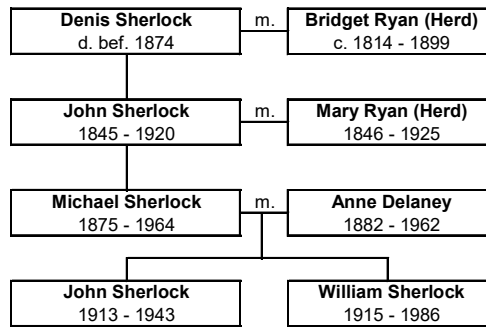 Denis Sherlock
d. bef. 1874
m.
Bridget Ryan (Herd)
c. 1814 - 1899
John Sherlock
1845 - 1920
m.
Mary Ryan (Herd)
1846 - 1925
Michael Sherlock
1875 - 1964
m.
Anne Delaney
1882 - 1962
John Sherlock
1913 - 1943
William Sherlock
1915 - 1986